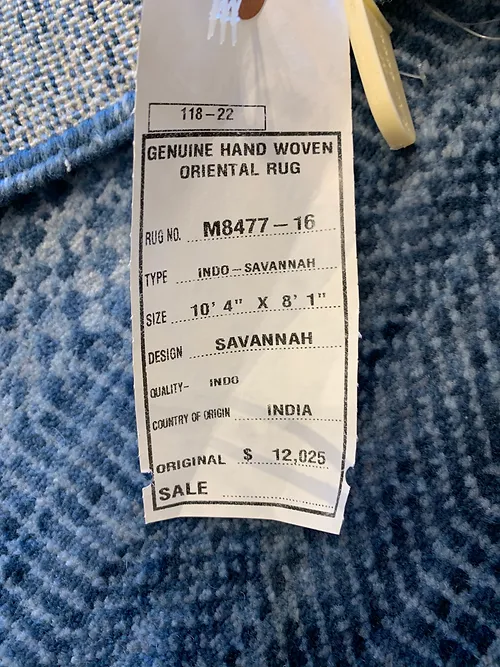 118-22
GENUINE HAND WOVEN
ORIENTAL RUG
RUG NO. M8477-16
TYPE INDO-SAVANNAH
SIZE 10' 4" X 8' 1"
DESIGN SAVANNAH
QUALITY- INDO
COUNTRY OF ORIGIN INDIA
ORIGINAL $ 12,025
SALE